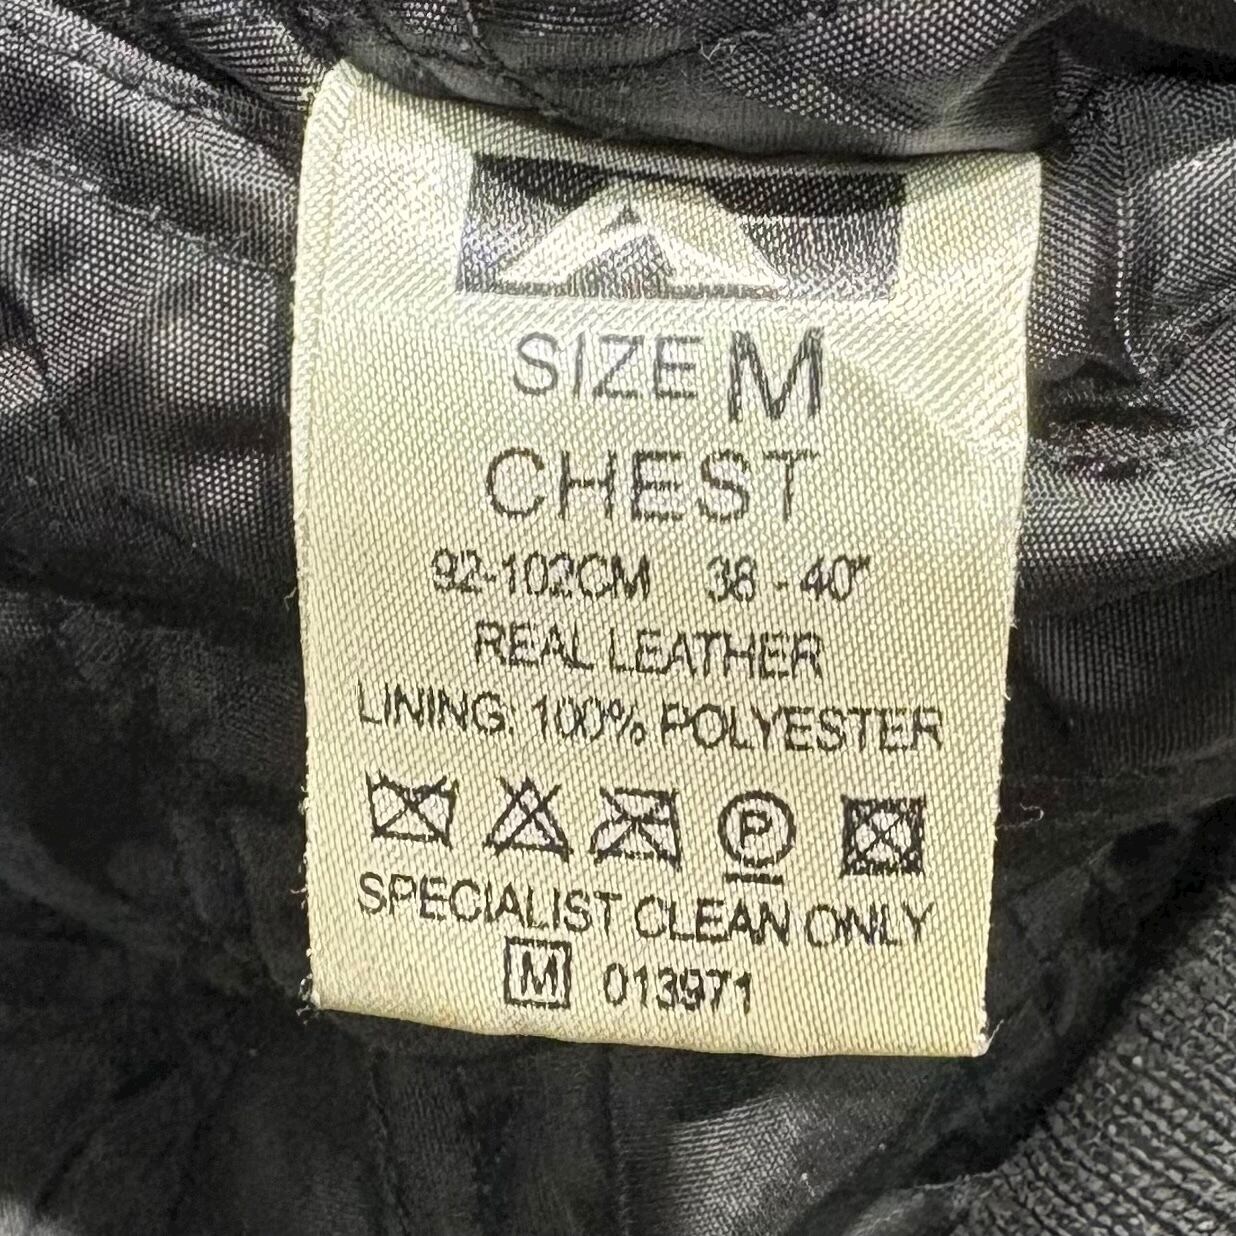 SIZE M
CHEST
92-102CM 38 - 40"
REAL LEATHER
LINING: 100% POLYESTER
P
SPECIALIST CLEAN ONLY
M 013971